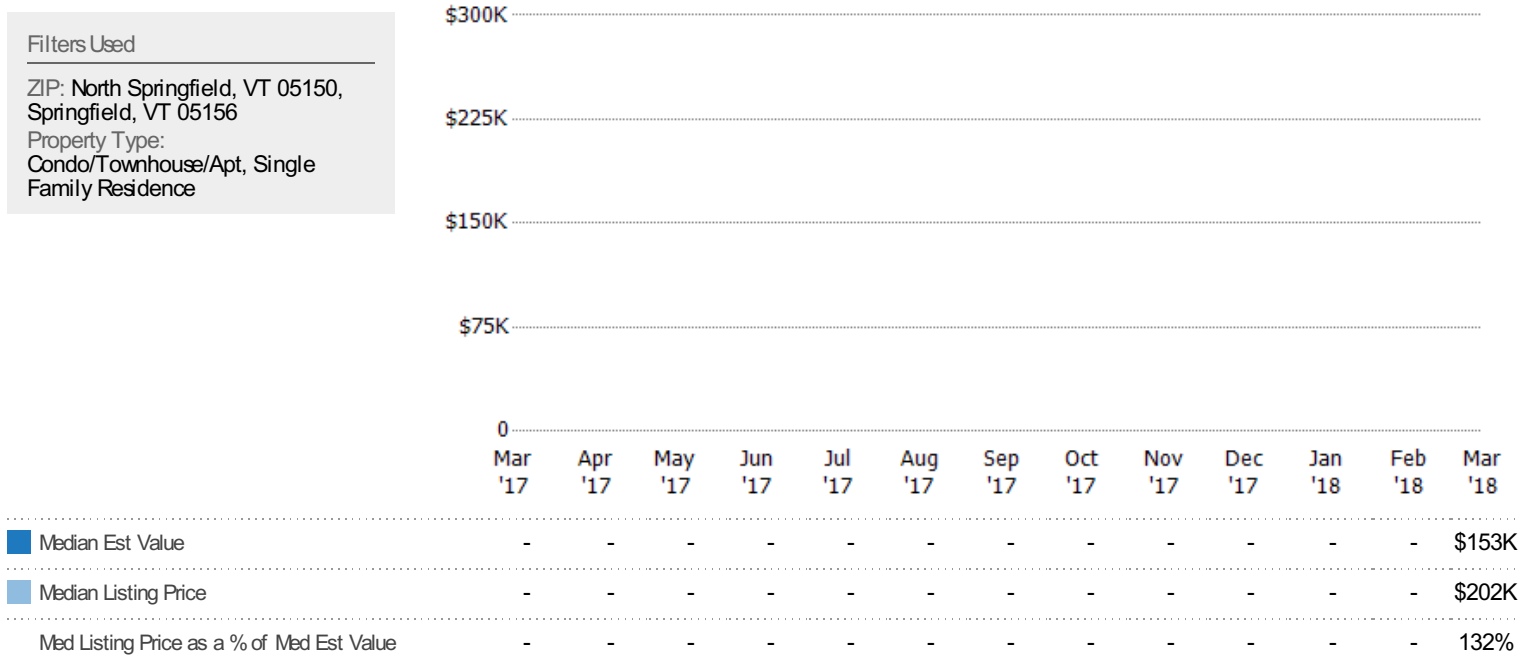 Filters Used
ZIP: North Springfield, VT 05150,
Springfield, VT 05156
Property Type:
Condo/Townhouse/Apt, Single
Family Residence
$300K
$225K
$150K
$75K
0
Mar Apr May Jun Jul Aug Sep Oct Nov Dec Jan Feb Mar
'17 '17 '17 '17 '17 '17 '17 '17 '17 '17 '18 '18 '18
Median Est Value - - - - - - - - - - - - $153K
Median Listing Price - - - - - - - - - - - - $202K
Med Listing Price as a % of Med Est Value - - - - - - - - - - - - 132%